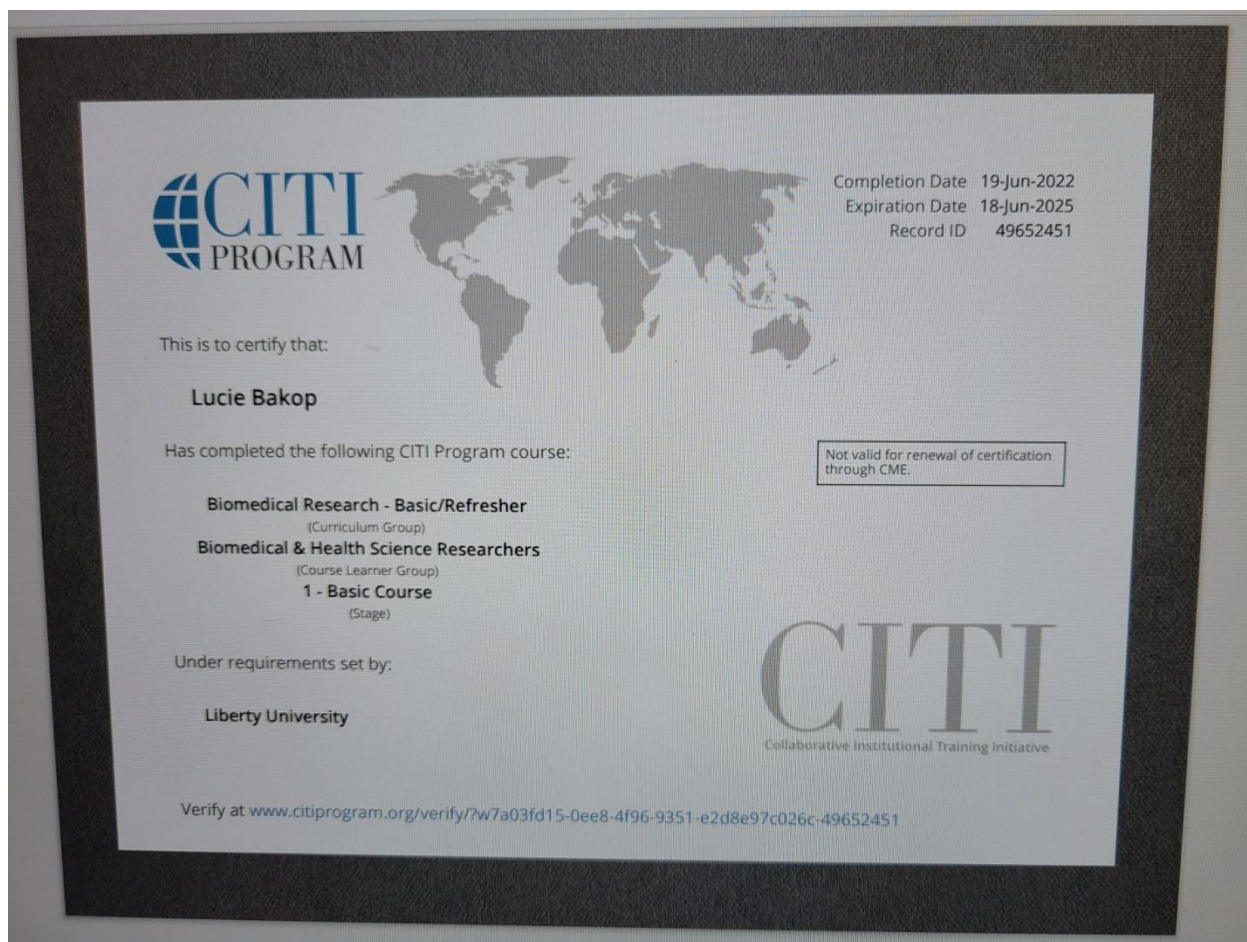 CITI
PROGRAM
Completion Date 19-Jun-2022
Expiration Date 18-Jun-2025
Record ID 49652451
This is to certify that:
Lucie Bakop
Has completed the following CITI Program course:
Not valid for renewal of certification
through CME.
Biomedical Research - Basic/Refresher
(Curriculum Group)
Biomedical & Health Science Researchers
(Course Learner Group)
1 - Basic Course
(Stage)
Under requirements set by:
Liberty University
CITI
Collaborative Institutional Training Initiative
Verify at www.citiprogram.org/verify/?w7a03fd15-0ee8-4f96-9351-e2d8e97c026c-49652451